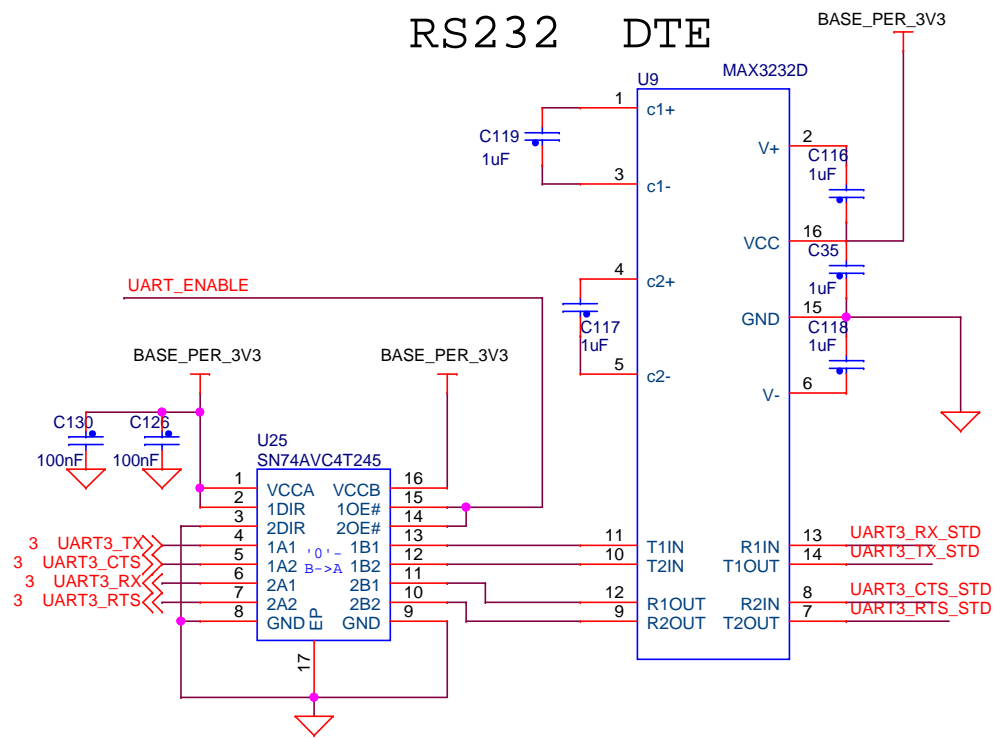 RS232 DTE
BASE_PER_3V3
U9
MAX3232D
1
c1+
C119
1uF
3
c1-
V+
2
C116
1uF
VCC
16
C35
1uF
4
c2+
C117
1uF
5
c2-
GND
15
C118
1uF
V-
6
UART_ENABLE
BASE_PER_3V3
BASE_PER_3V3
C130
100nF
C126
100nF
U25
SN74AVC4T245
1 VCCA VCCB 16
2 1DIR 1OE# 15
3 2DIR 2OE# 14
3 UART3_TX 4 1A1 '0'- 1B1 13
3 UART3_CTS 5 1A2 B->A 1B2 12
3 UART3_RX 6 2A1 2B1 11
3 UART3_RTS 7 2A2 2B2 10
8 GND EP GND 9
17
11 T1IN R1IN 13 UART3_RX_STD
10 T2IN T1OUT 14 UART3_TX_STD
12 R1OUT R2IN 8 UART3_CTS_STD
9 R2OUT T2OUT 7 UART3_RTS_STD